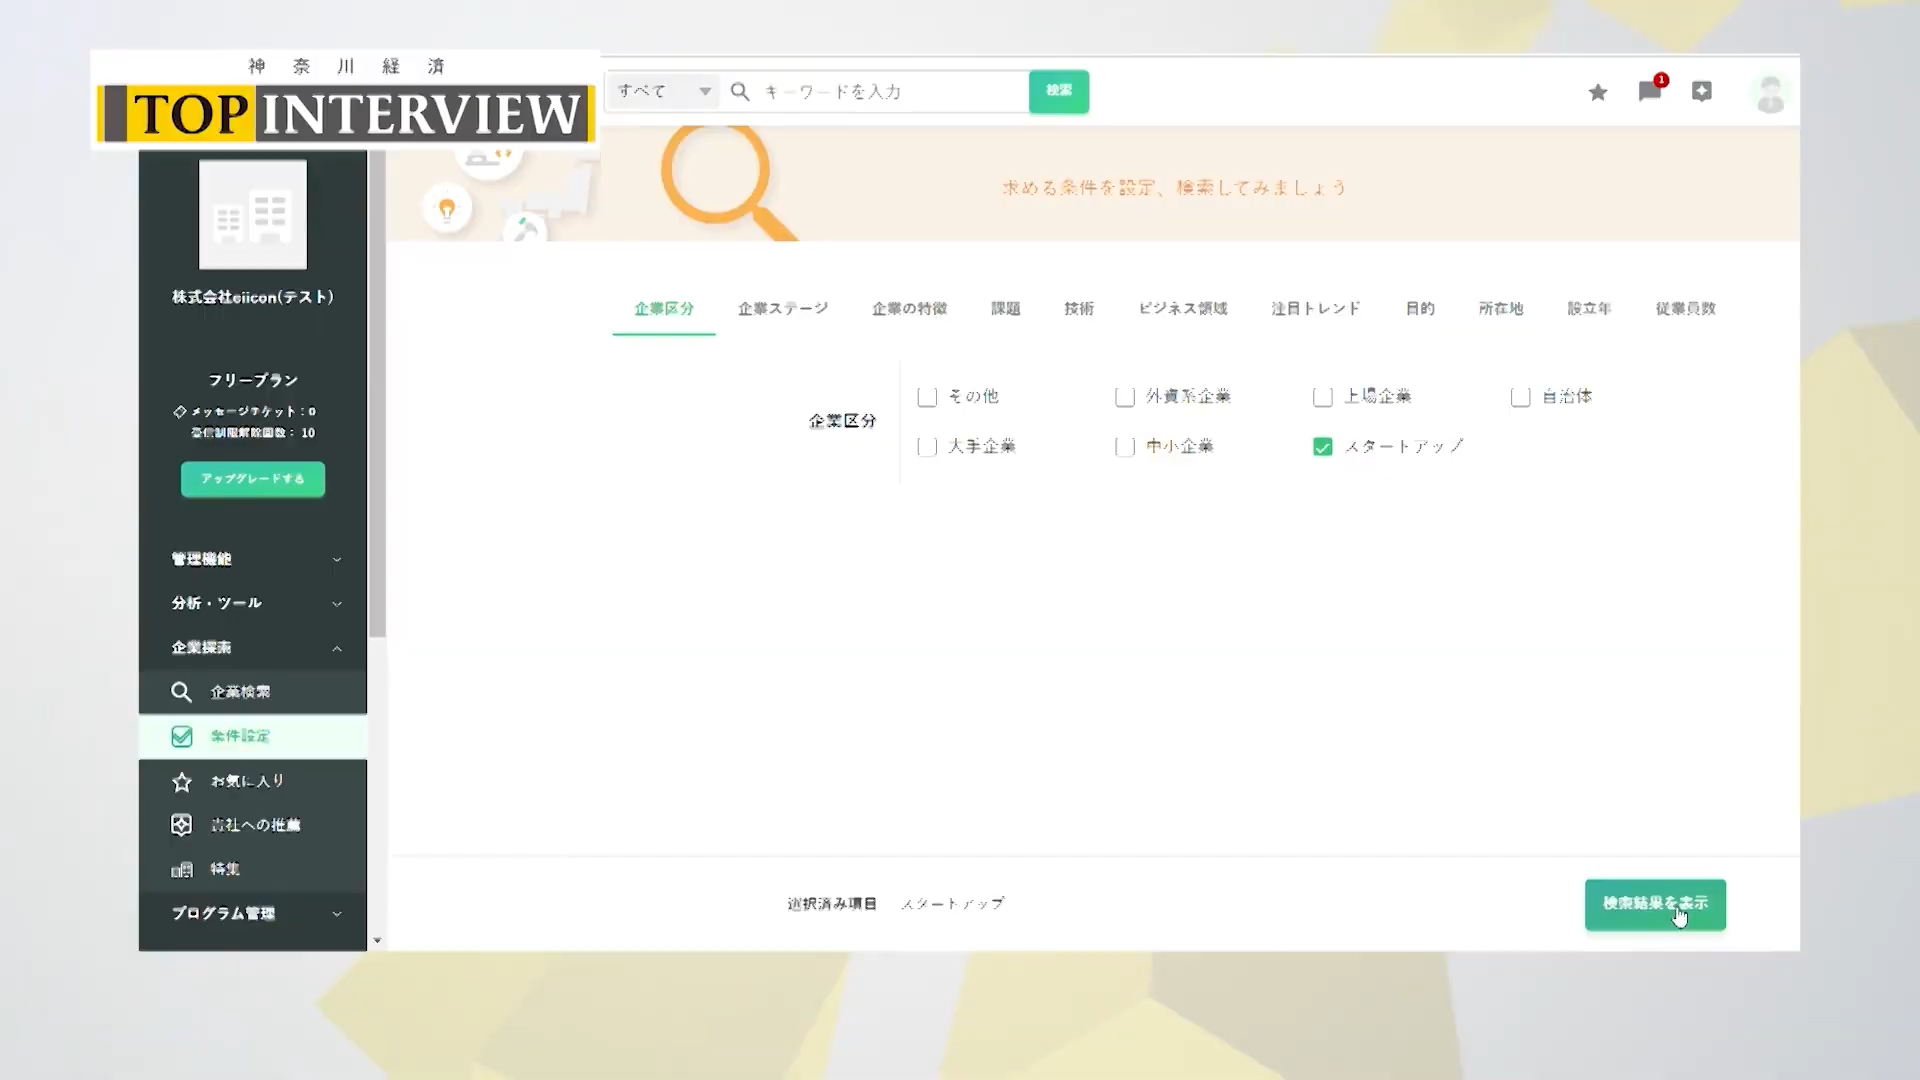 神奈川経済
TOP INTERVIEW
すべて
キーワードを入力
検索
1
求める条件を設定、検索してみましょう
株式会社eiicon(テスト)
フリープラン
メッセージチケット：0
受信制限解除回数： 10
アップグレードする
管理機能
分析・ツール
企業探索
企業検索
条件設定
お気に入り
貴社への推薦
特集
プログラム管理
企業区分 企業ステージ 企業の特徴 課題 技術 ビジネス領域 注目トレンド 目的 所在地 設立年 従業員数
企業区分
その他 外資系企業 上場企業 自治体
大手企業 中小企業 スタートアップ
選択済み項目 スタートアップ
検索結果を表示